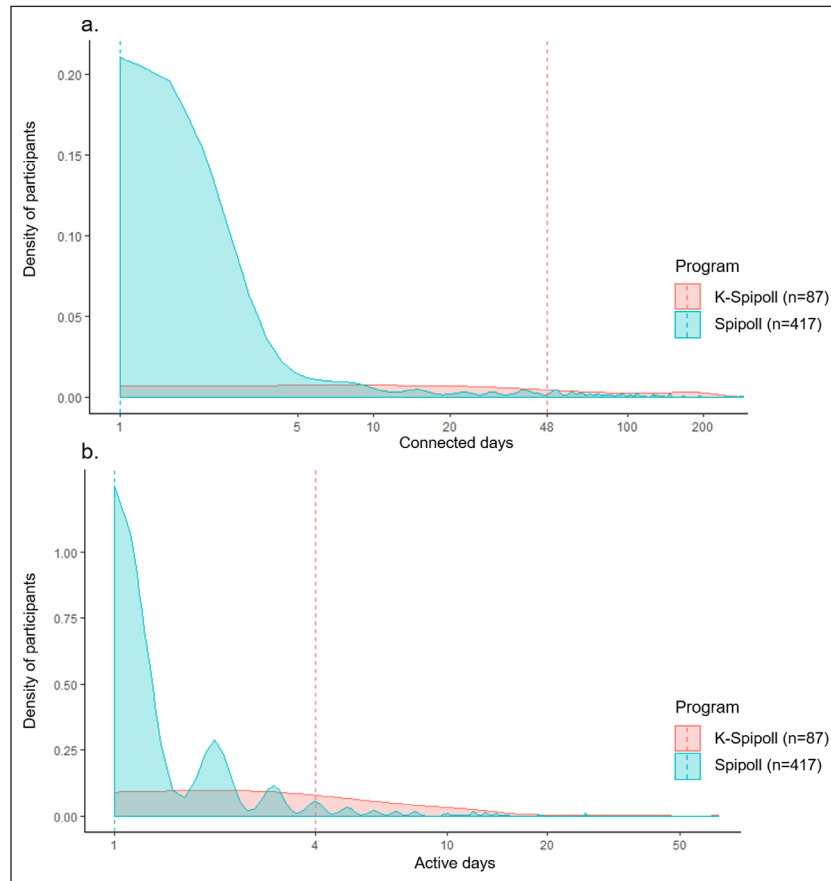 a.
Density of participants
0.20
0.15
0.10
0.05
0.00
1 5 10 20 48 100 200
Connected days
Program
K-Spipoll (n=87)
Spipoll (n=417)
b.
Density of participants
1.00
0.75
0.50
0.25
0.00
1 4 10 20 50
Active days
Program
K-Spipoll (n=87)
Spipoll (n=417)